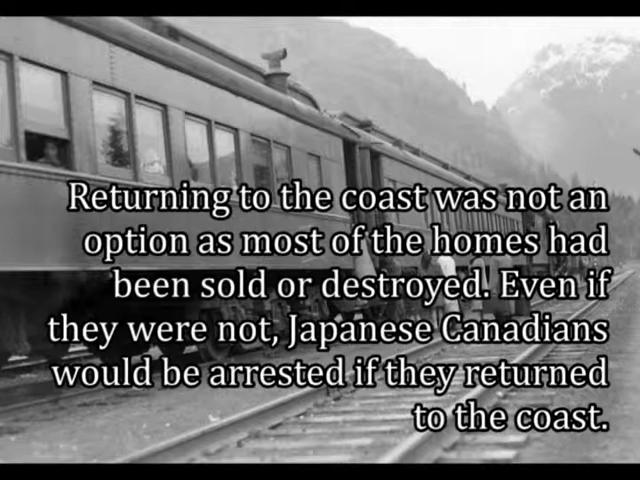 Returning to the coast was not an
option as most of the homes had
been sold or destroyed. Even if
they were not, Japanese Canadians
would be arrested if they returned
to the coast.